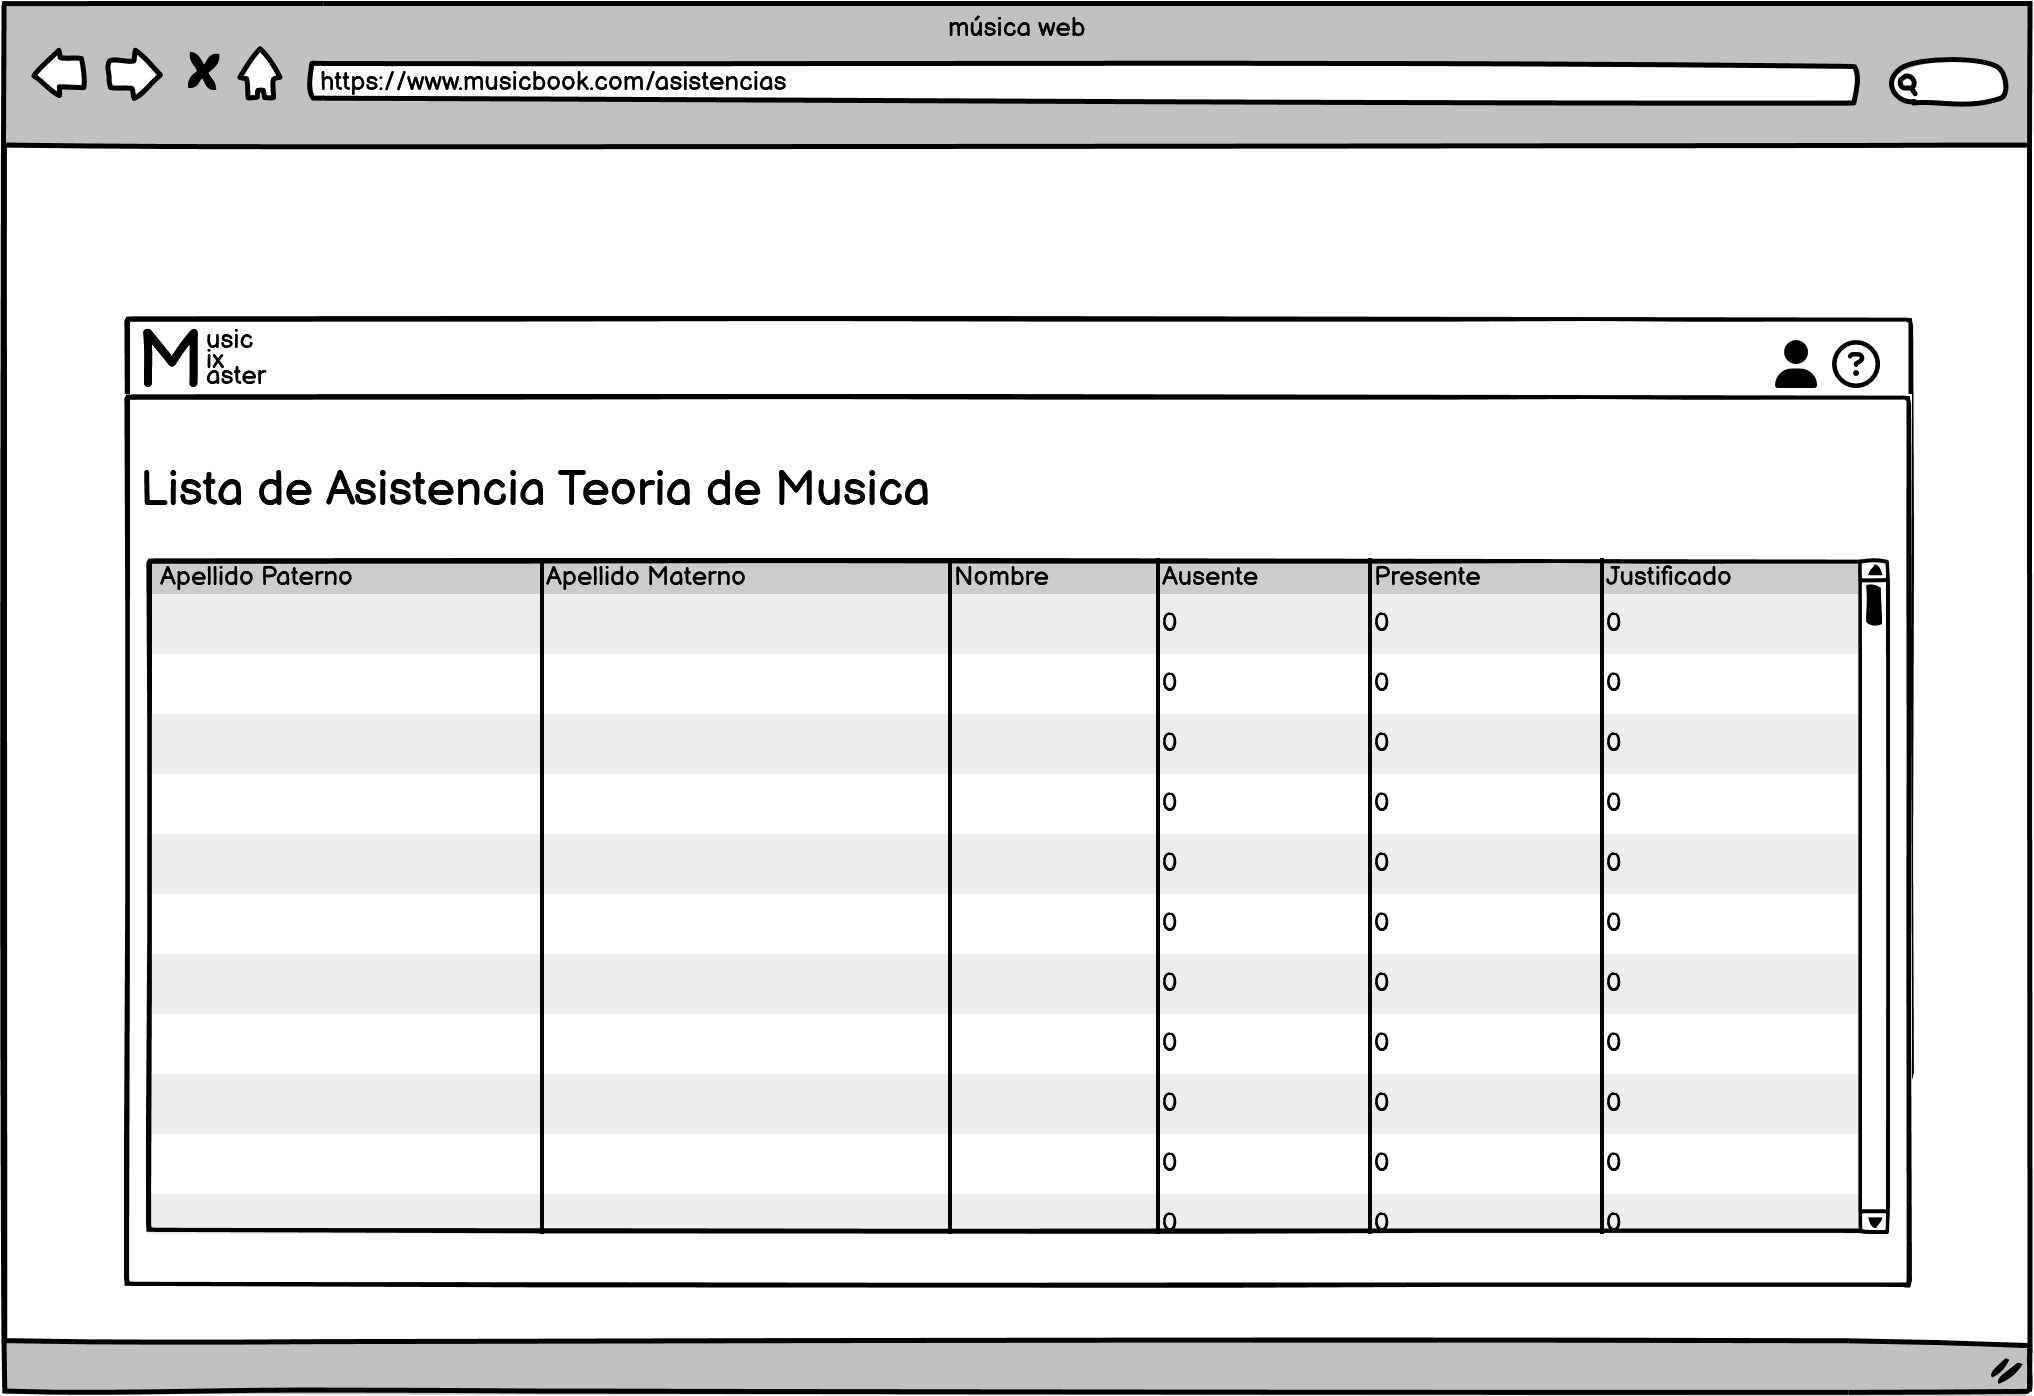 música web
https://www.musicbook.com/asistencias
Music
ix
aster
?
Lista de Asistencia Teoria de Musica
Apellido Paterno Apellido Materno Nombre Ausente Presente Justificado
0 0 0
0 0 0
0 0 0
0 0 0
0 0 0
0 0 0
0 0 0
0 0 0
0 0 0
0 0 0
0 0 0